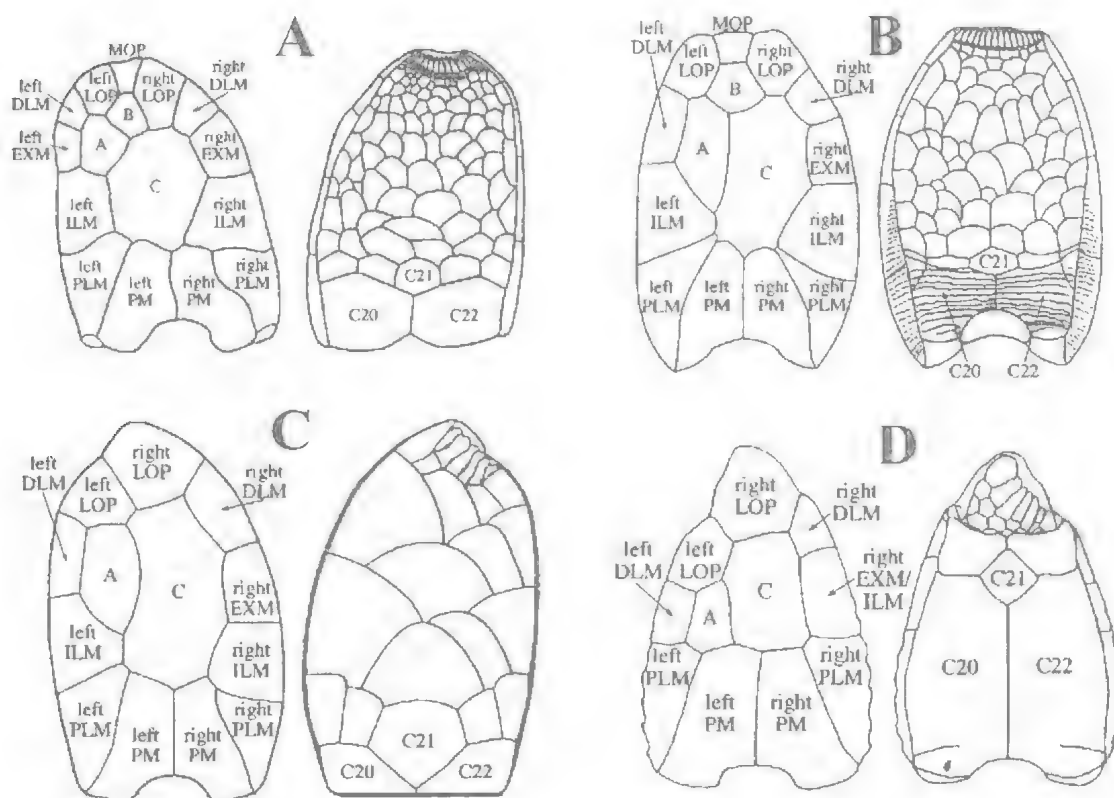 A
MOP
left LOP
right LOP
right DLM
left DLM
left EXM
A
B
right EXM
C
left ILM
right ILM
left PLM
left PM
right PM
right PLM
C21
C20
C22
B
MOP
left DLM
left LOP
right LOP
right DLM
B
A
C
right EXM
left ILM
right ILM
left PLM
left PM
right PM
right PLM
C21
C20
C22
C
left DLM
right LOP
left LOP
right DLM
A
C
right EXM
left ILM
right ILM
left PLM
left PM
right PM
right PLM
C21
C20
C22
D
right LOP
right DLM
left DLM
left LOP
C
right EXM/ILM
A
left PLM
right PLM
left PM
right PM
C21
C20
C22